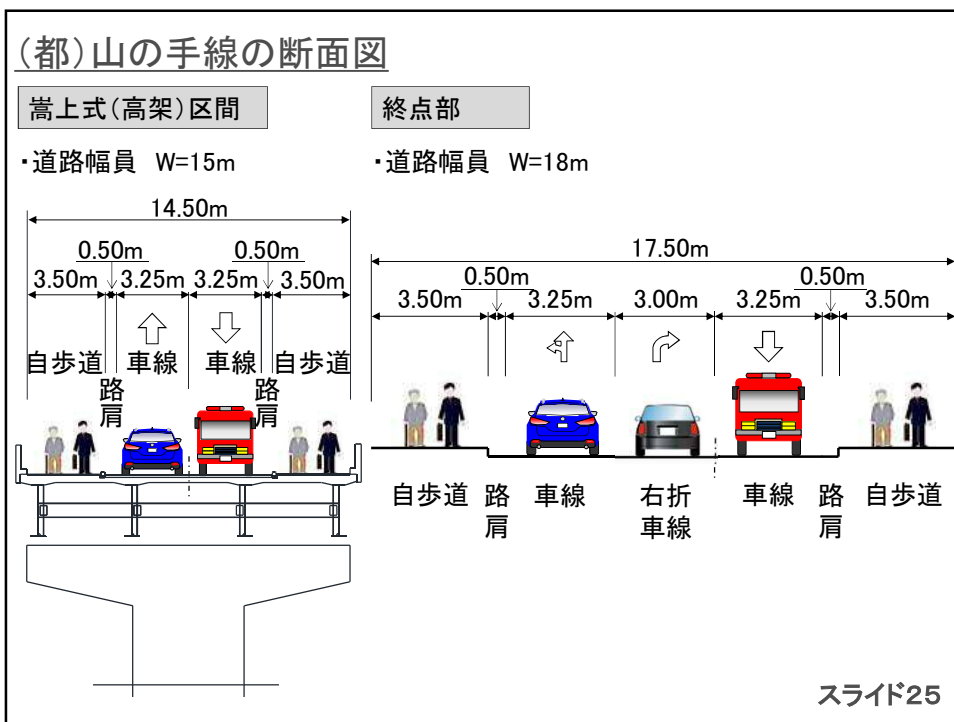 (都)山の手線の断面図
嵩上式(高架)区間
・道路幅員 W=15m
14.50m
0.50m 0.50m
3.50m 3.25m 3.25m 3.50m
自歩道 車線 車線 自歩道
路肩 路肩
終点部
・道路幅員 W=18m
17.50m
0.50m 0.50m
3.50m 3.25m 3.00m 3.25m 3.50m
自歩道 路肩 車線 右折車線 車線 路肩 自歩道
スライド25